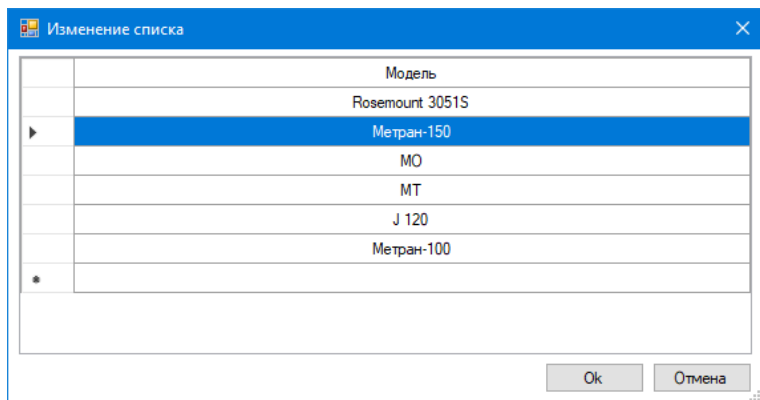 Изменение списка
Модель
Rosemount 3051S
Метран-150
МО
МТ
J 120
Метран-100
Ok
Отмена